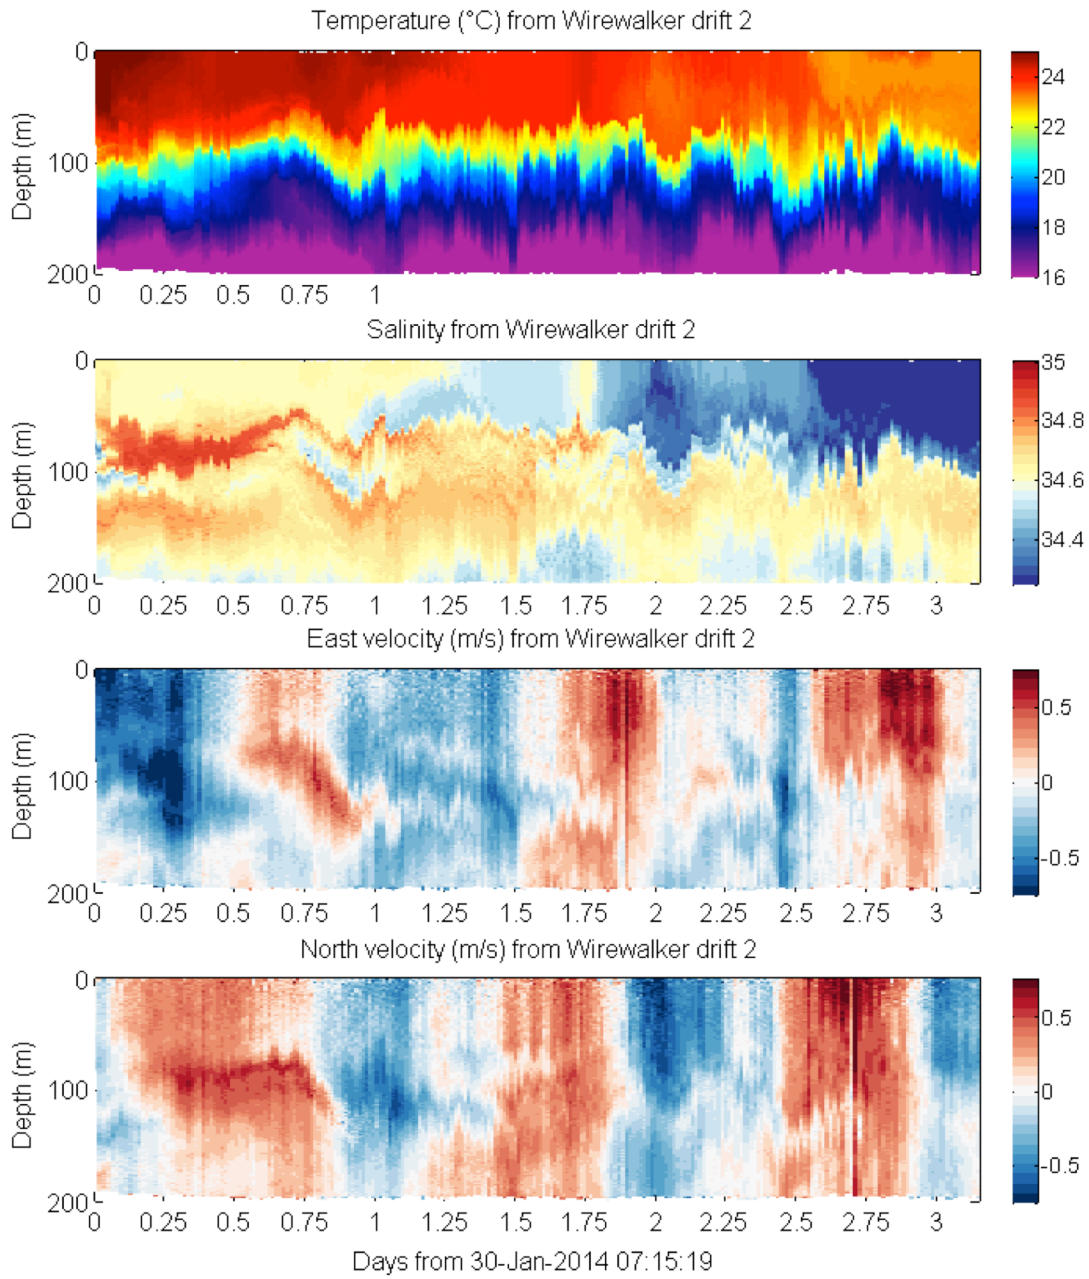 Temperature (°C) from Wirewalker drift 2
Depth (m)
0
100
200
0 0.25 0.5 0.75 1
24
22
20
18
16
Salinity from Wirewalker drift 2
Depth (m)
0
100
200
0 0.25 0.5 0.75 1 1.25 1.5 1.75 2 2.25 2.5 2.75 3
35
34.8
34.6
34.4
East velocity (m/s) from Wirewalker drift 2
Depth (m)
0
100
200
0 0.25 0.5 0.75 1 1.25 1.5 1.75 2 2.25 2.5 2.75 3
0.5
0
-0.5
North velocity (m/s) from Wirewalker drift 2
Depth (m)
0
100
200
0 0.25 0.5 0.75 1 1.25 1.5 1.75 2 2.25 2.5 2.75 3
0.5
0
-0.5
Days from 30-Jan-2014 07:15:19